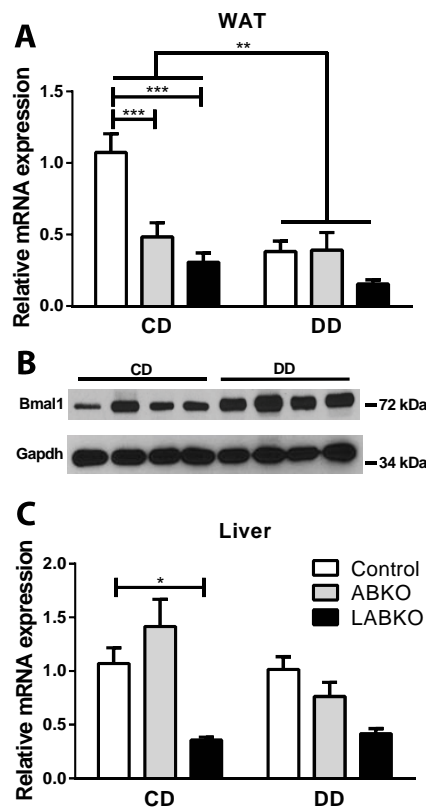 A
WAT
**
***
***
Relative mRNA expression
1.5
1.0
0.5
0.0
CD
DD
B
CD
DD
Bmal1
72 kDa
Gapdh
34 kDa
C
Liver
Control
ABKO
LABKO
*
Relative mRNA expression
2.0
1.5
1.0
0.5
0.0
CD
DD